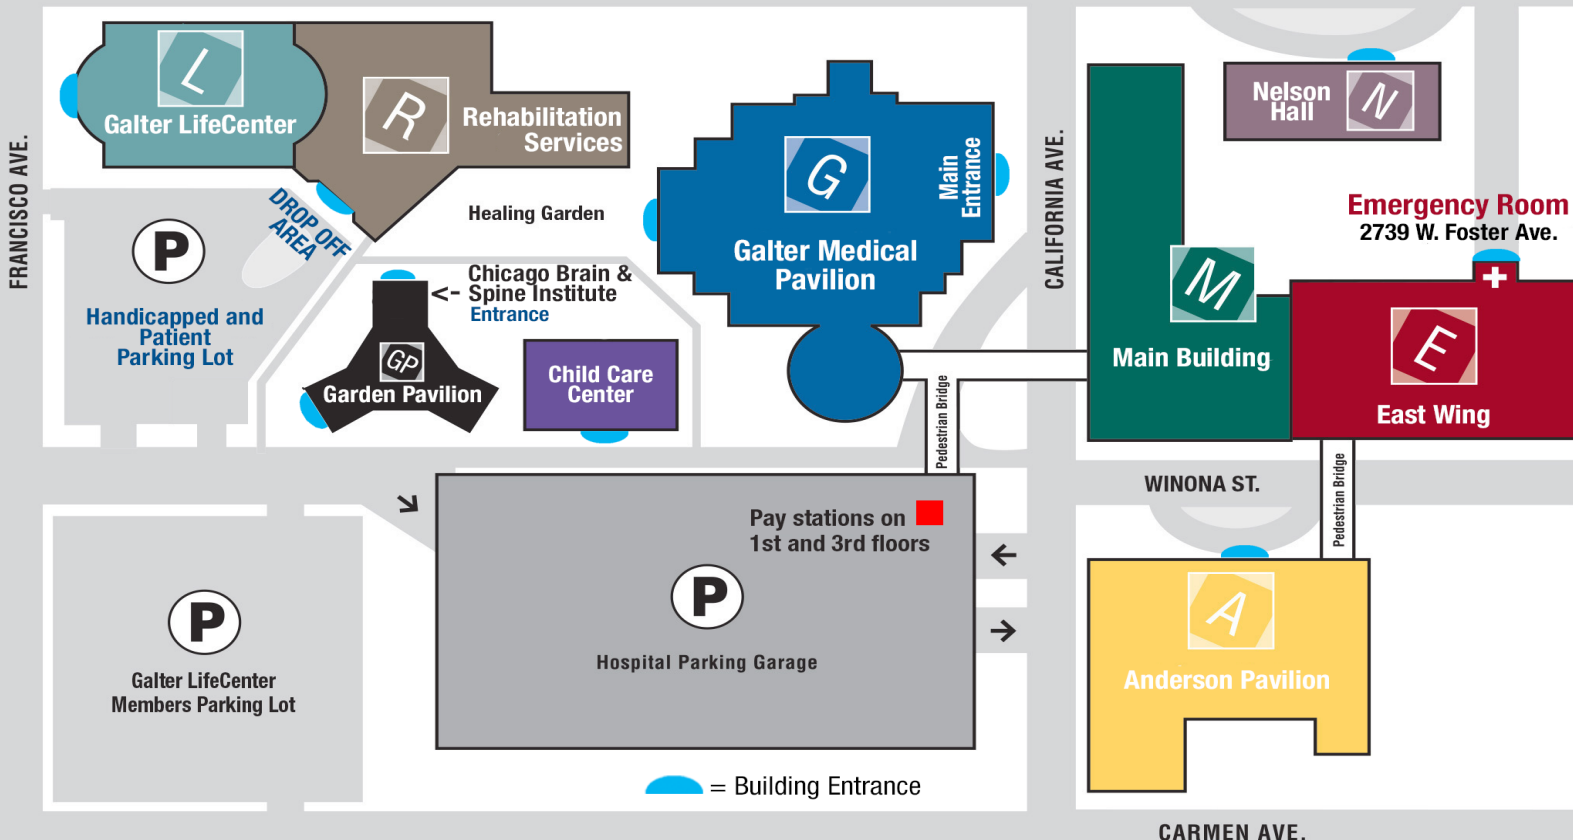 L
Galter LifeCenter
R
Rehabilitation
Services
G
Main
Entrance
Galter Medical
Pavilion
CALIFORNIA AVE.
FRANCISCO AVE.
Nelson
Hall
N
Emergency Room
2739 W. Foster Ave.
DROP OFF
AREA
Healing Garden
P
Handicapped and
Patient
Parking Lot
Chicago Brain &
<- Spine Institute
Entrance
GP
Garden Pavilion
Child Care
Center
M
Main Building
+
E
East Wing
Pedestrian Bridge
Pedestrian Bridge
WINONA ST.
Pay stations on
1st and 3rd floors
P
Hospital Parking Garage
P
Galter LifeCenter
Members Parking Lot
A
Anderson Pavilion
= Building Entrance
CARMEN AVE.